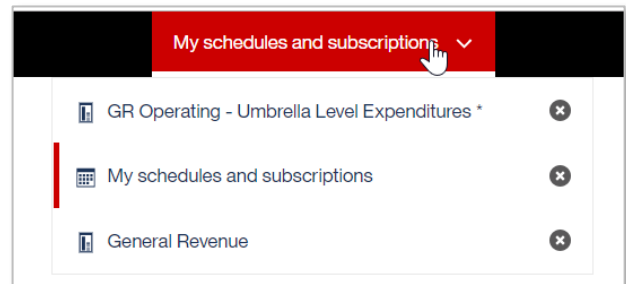 My schedules and subscriptions
GR Operating - Umbrella Level Expenditures *
My schedules and subscriptions
General Revenue